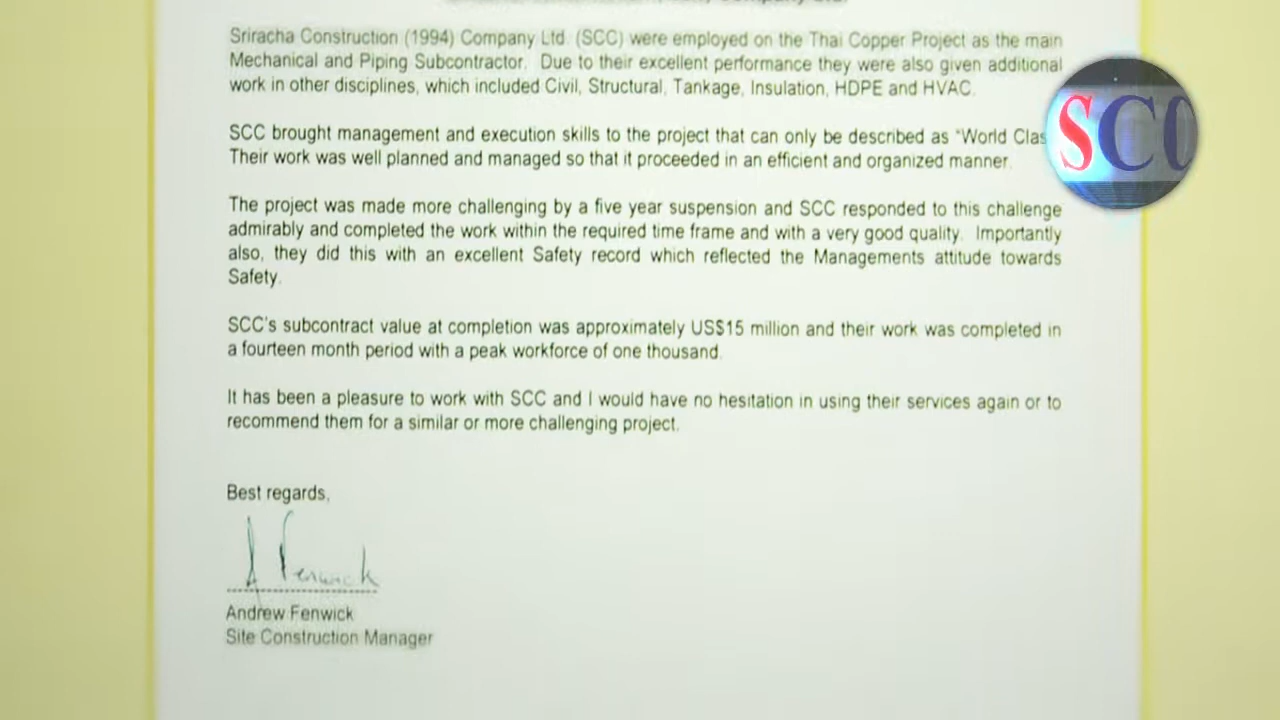 Sriracha Construction (1994) Company Ltd. (SCC) were employed on the Thai Copper Project as the main
Mechanical and Piping Subcontractor. Due to their excellent performance they were also given additional
work in other disciplines, which included Civil, Structural, Tankage, Insulation, HDPE and HVAC.
SCC brought management and execution skills to the project that can only be described as "World Clas
Their work was well planned and managed so that it proceeded in an efficient and organized manner.
The project was made more challenging by a five year suspension and SCC responded to this challenge
admirably and completed the work within the required time frame and with a very good quality. Importantly
also, they did this with an excellent Safety record which reflected the Managements attitude towards
Safety.
SCC's subcontract value at completion was approximately US$15 million and their work was completed in
a fourteen month period with a peak workforce of one thousand.
It has been a pleasure to work with SCC and I would have no hesitation in using their services again or to
recommend them for a similar or more challenging project.
Best regards,
A Fenwick
Andrew Fenwick
Site Construction Manager
SCC